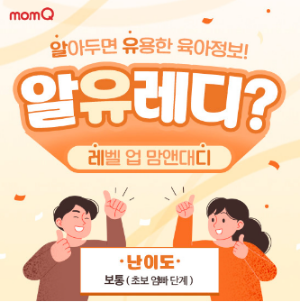 momQ
알아두면 유용한 육아정보!
알유레디?
레벨 업 맘앤대디
·난이도·
보통 ( 초보 엄빠 단계 )